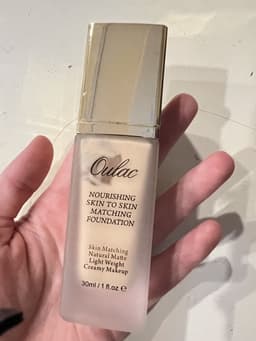 Oulac
NOURISHING
SKIN TO SKIN
MATCHING
FOUNDATION
Skin Matching
Natural Matte
Light Weight
Creamy Makeup
30ml / 1 fl.oz e